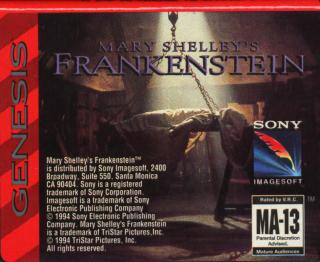 MARY SHELLEY'S
FRANKENSTEIN
GENESIS
SONY
IMAGESOFT
Mary Shelley's Frankenstein™
is distributed by Sony Imagesoft, 2400
Broadway, Suite 550, Santa Monica
CA 90404. Sony is a registered
trademark of Sony Corporation.
Imagesoft is a trademark of Sony
Electronic Publishing Company
© 1994 Sony Electronic Publishing
Company. Mary Shelley's Frankenstein
is a trademark of TriStar Pictures, Inc.
© 1994 TriStar Pictures, Inc.
All rights reserved.
Rated by V.R.C.
™
MA-13
Parental Discretion
Advised.
Mature Audiences